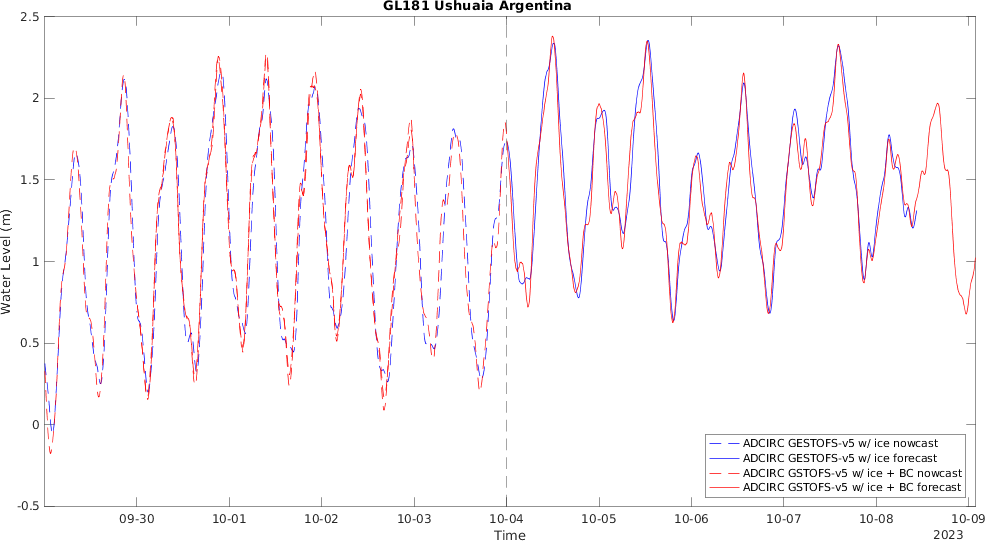 GL181 Ushuaia Argentina
2.5
2
1.5
1
0.5
0
-0.5
Water Level (m)
09-30
10-01
10-02
10-03
10-04
10-05
10-06
10-07
10-08
10-09
Time
2023
ADCIRC GESTOFS-v5 w/ ice nowcast
ADCIRC GESTOFS-v5 w/ ice forecast
ADCIRC GSTOFS-v5 w/ ice + BC nowcast
ADCIRC GSTOFS-v5 w/ ice + BC forecast